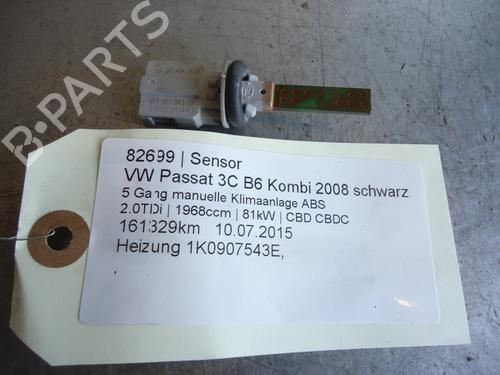 B-PARTS
82699 | Sensor
VW Passat 3C B6 Kombi 2008 schwarz
5 Gang manuelle Klimaanlage ABS
2.0TDi | 1968ccm | 81kW | CBD CBDC
161329km 10.07.2015
Heizung 1K0907543E,